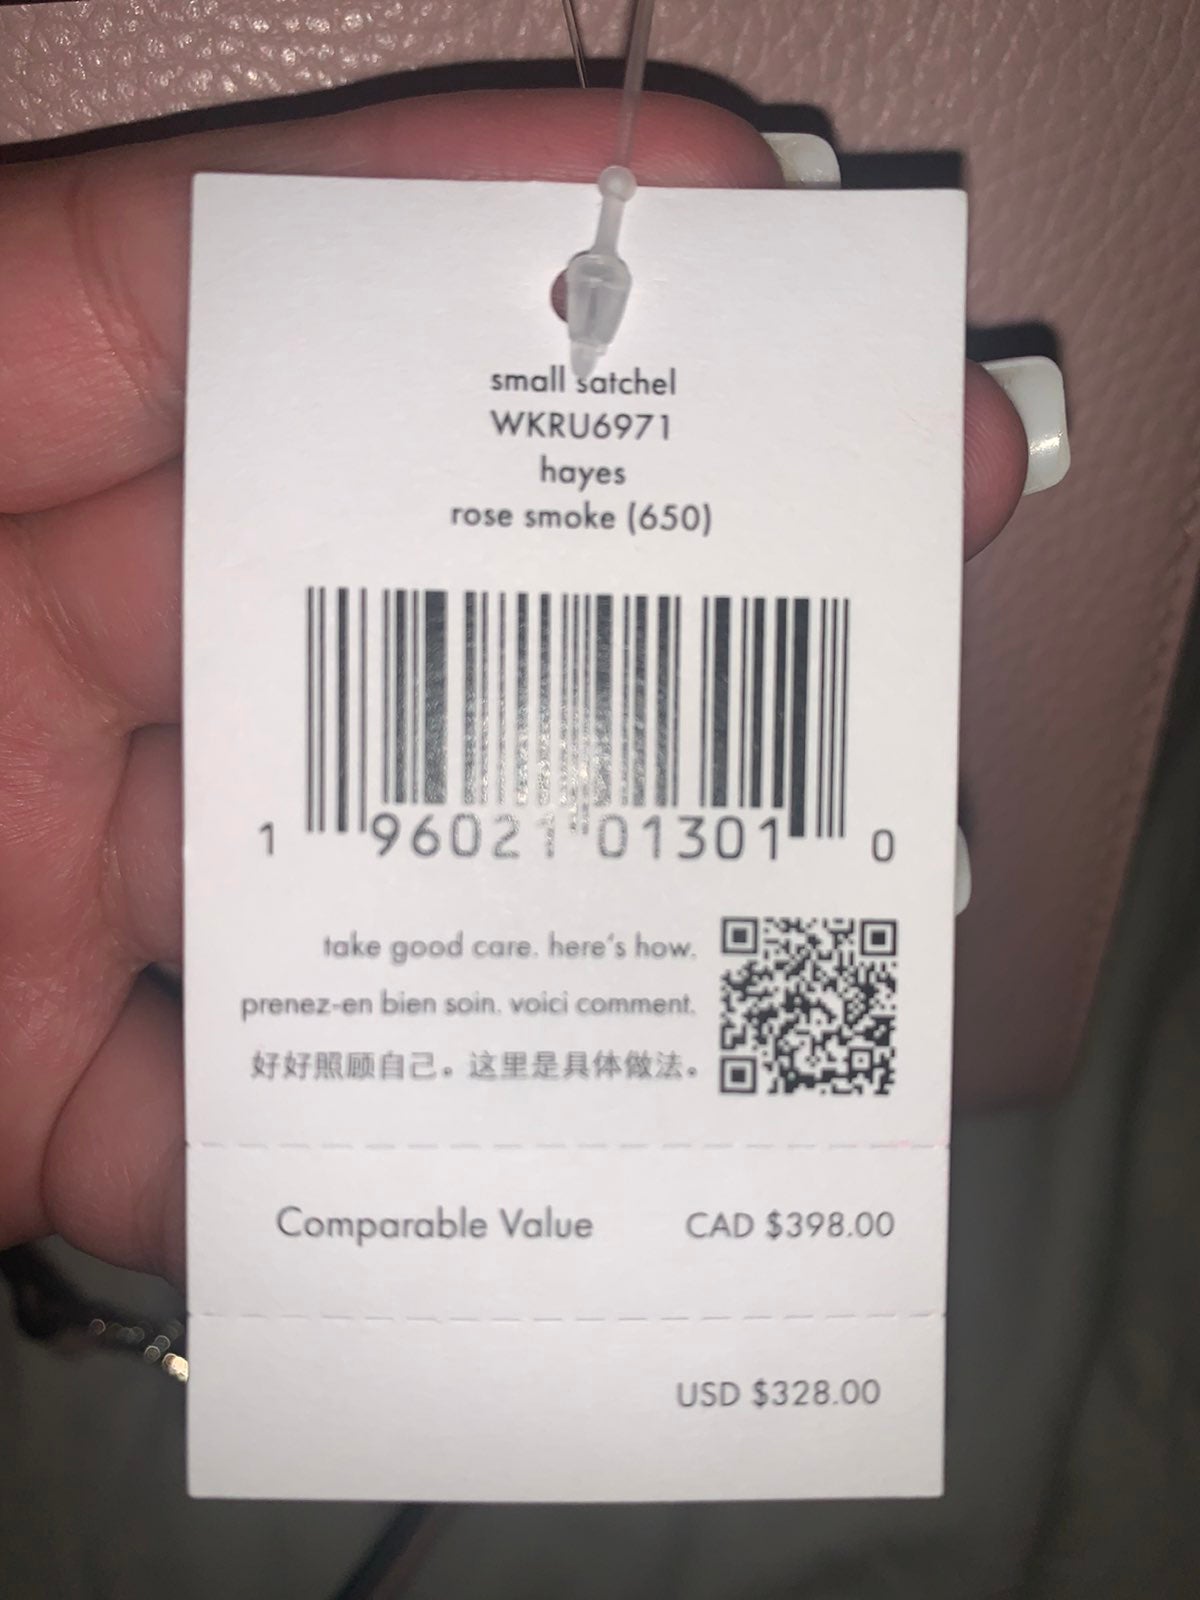 small satchel
WKRU6971
hayes
rose smoke (650)
1 96021 01301 0
take good care. here's how.
prenez-en bien soin. voici comment.
好好照顾自己。这里是具体做法。
Comparable Value CAD $398.00
USD $328.00